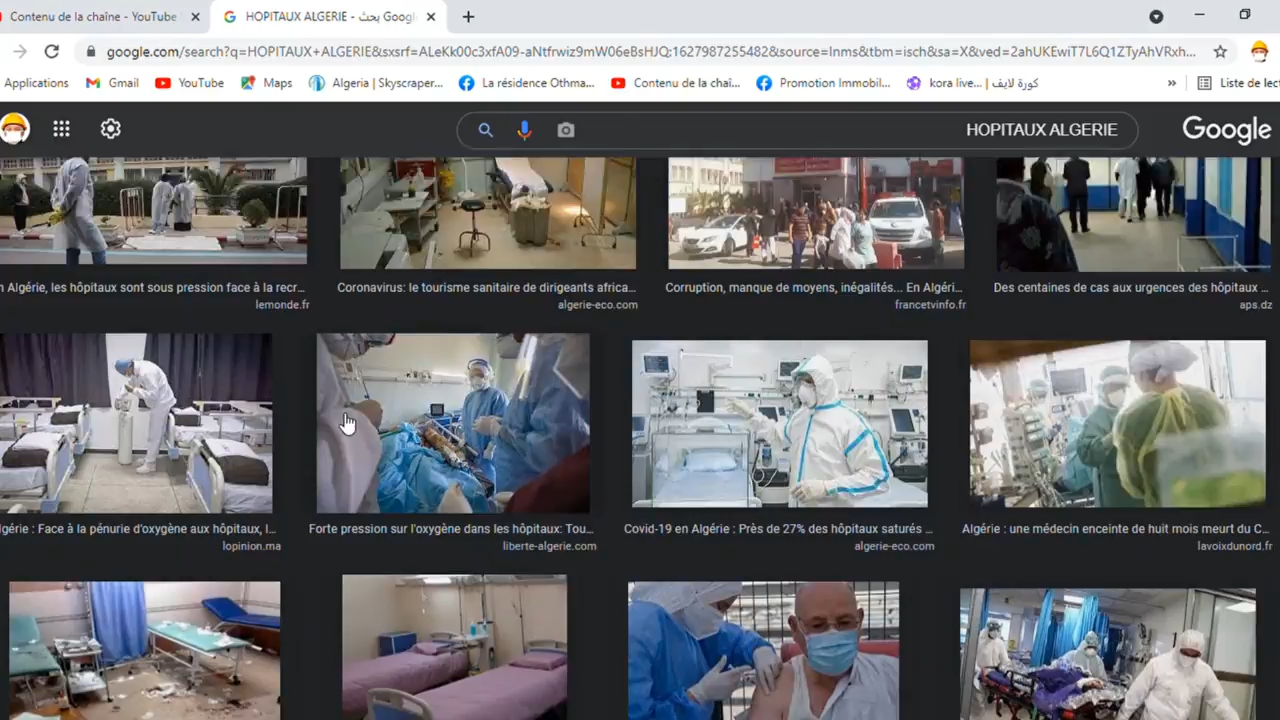 Contenu de la chaîne - YouTube
HOPITAUX ALGERIE - بحث Googl
google.com/search?q=HOPITAUX+ALGERIE&sxsrf=ALeKk00c3xfA09-aNtfrwiz9mW06eBsHJQ:1627987255482&source=lnms&tbm=isch&sa=X&ved=2ahUKEwiT7L6Q1ZTyAhVRxh...
Applications Gmail YouTube Maps Algeria | Skyscraper... La résidence Othma... Contenu de la chaî... Promotion Immobil... kora live... | كورة لايف » Liste de lect
HOPITAUX ALGERIE Google
n Algérie, les hôpitaux sont sous pression face à la recr...
lemonde.fr
Coronavirus: le tourisme sanitaire de dirigeants africa...
algerie-eco.com
Corruption, manque de moyens, inégalités... En Algéri...
francetvinfo.fr
Des centaines de cas aux urgences des hôpitaux ...
aps.dz
lgérie : Face à la pénurie d'oxygène aux hôpitaux, l...
lopinion.ma
Forte pression sur l'oxygène dans les hôpitaux: Tou...
liberte-algerie.com
Covid-19 en Algérie : Près de 27% des hôpitaux saturés ...
algerie-eco.com
Algérie : une médecin enceinte de huit mois meurt du C...
lavoixdunord.fr